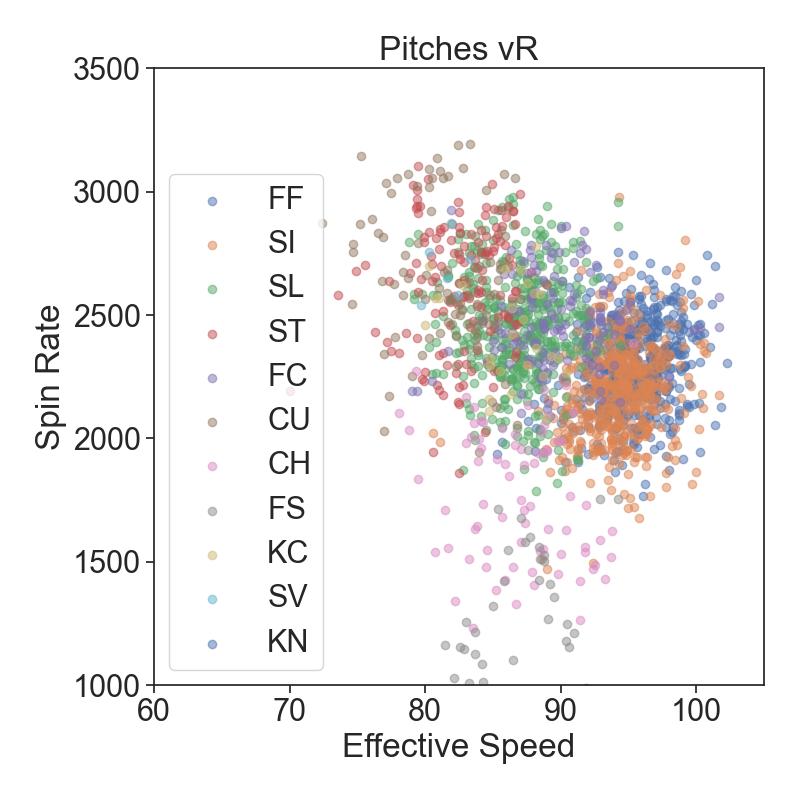 Pitches vR
3500
3000
2500
2000
1500
1000
Spin Rate
FF
SI
SL
ST
FC
CU
CH
FS
KC
SV
KN
60 70 80 90 100
Effective Speed